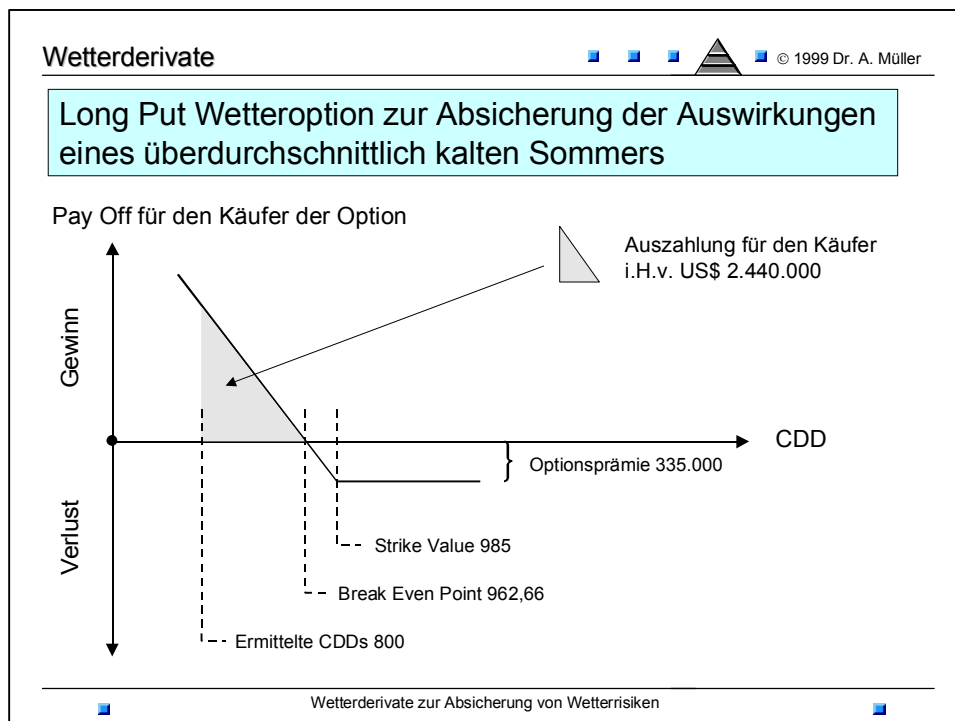 Wetterderivate
© 1999 Dr. A. Müller
Long Put Wetteroption zur Absicherung der Auswirkungen
eines überdurchschnittlich kalten Sommers
Pay Off für den Käufer der Option
Auszahlung für den Käufer
i.H.v. US$ 2.440.000
Gewinn
CDD
Optionsprämie 335.000
Verlust
Strike Value 985
Break Even Point 962,66
Ermittelte CDDs 800
Wetterderivate zur Absicherung von Wetterrisiken